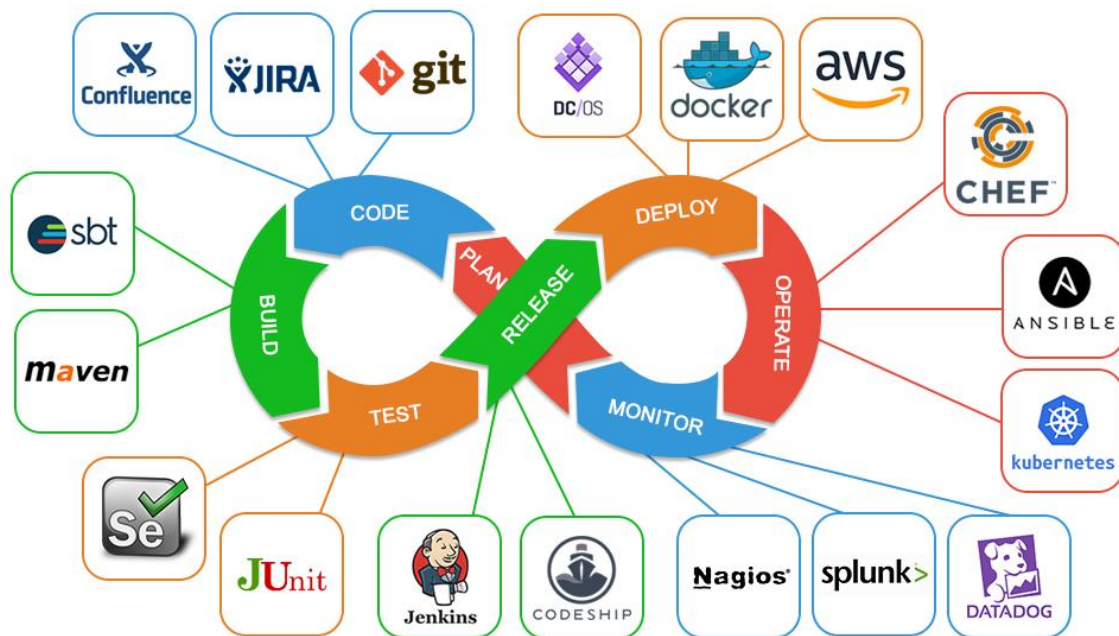 Confluence
JIRA
git
DC/OS
docker
aws
CHEF™
sbt
maven
CODE
PLAN
BUILD
TEST
RELEASE
DEPLOY
OPERATE
MONITOR
ANSIBLE
kubernetes
Se
JUnit
Jenkins
CODESHIP
Nagios®
splunk>
DATADOG